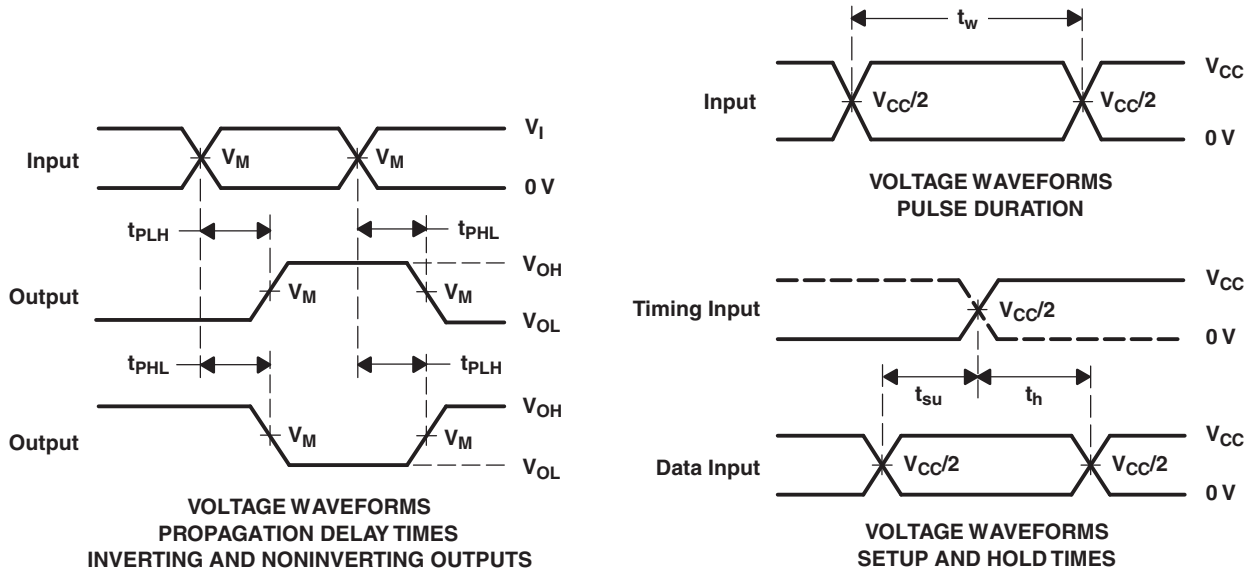 Input
V_M
V_M
V_I
0 V
t_PLH
t_PHL
Output
V_M
V_M
V_OH
V_OL
t_PHL
t_PLH
Output
V_M
V_M
V_OH
V_OL
VOLTAGE WAVEFORMS
PROPAGATION DELAY TIMES
INVERTING AND NONINVERTING OUTPUTS
t_w
Input
V_CC/2
V_CC/2
V_CC
0 V
VOLTAGE WAVEFORMS
PULSE DURATION
Timing Input
V_CC/2
V_CC
0 V
t_su
t_h
Data Input
V_CC/2
V_CC/2
V_CC
0 V
VOLTAGE WAVEFORMS
SETUP AND HOLD TIMES